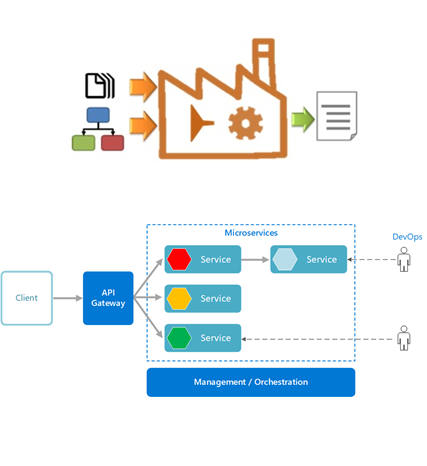 Microservices
DevOps
Service
Service
Client
API
Gateway
Service
Service
Management / Orchestration